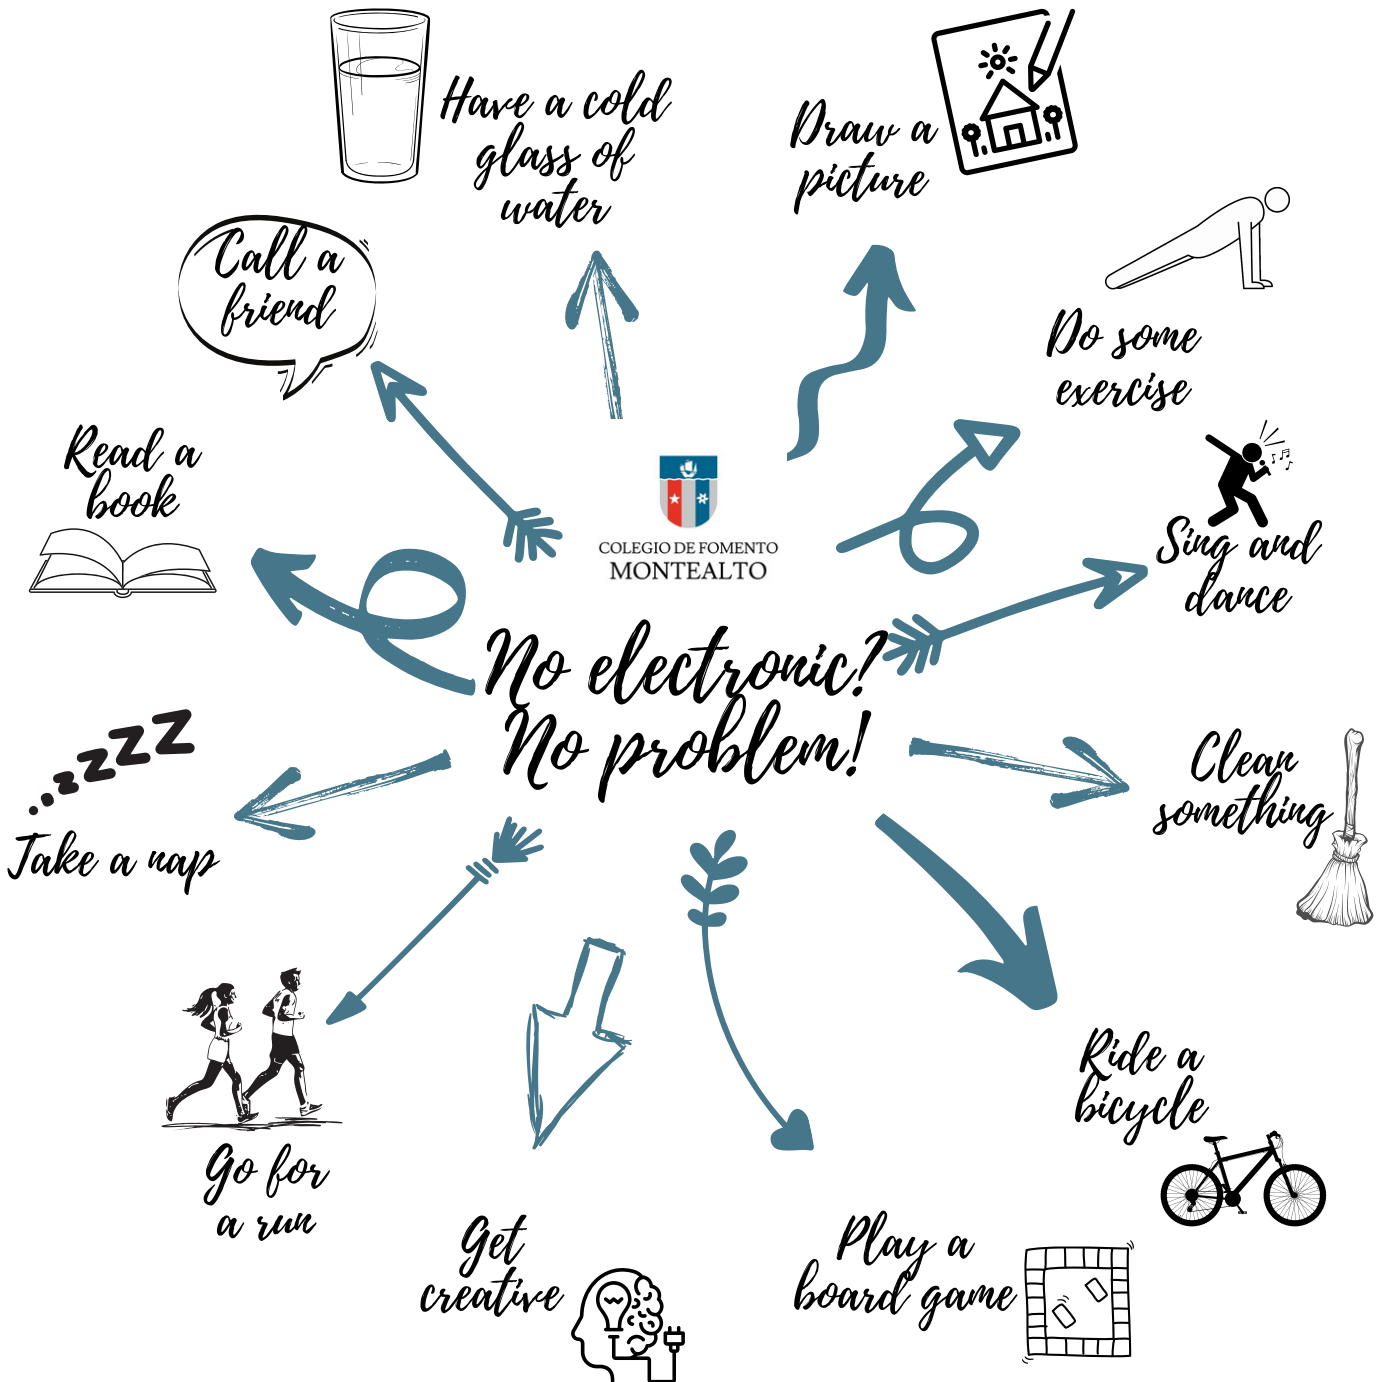 Have a cold
glass of
water
Draw a
picture
Call a
friend
Do some
exercise
Read a
book
Sing and
dance
COLEGIO DE FOMENTO
MONTEALTO
No electronic?
No problem!
zzzzz
Take a nap
Clean
something
Go for
a run
Ride a
bicycle
Get
creative
Play a
board game